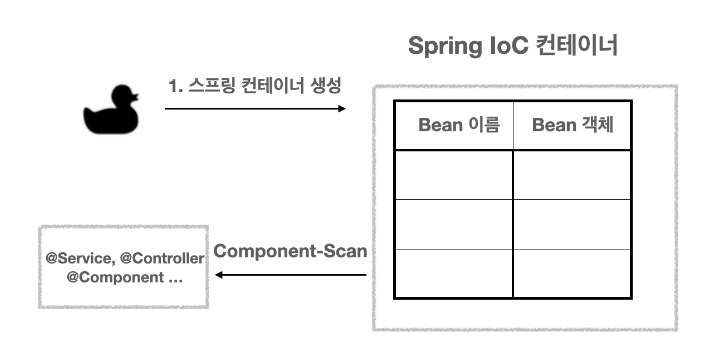 Spring IoC 컨테이너
1. 스프링 컨테이너 생성
Bean 이름
Bean 객체
@Service, @Controller
@Component ...
Component-Scan